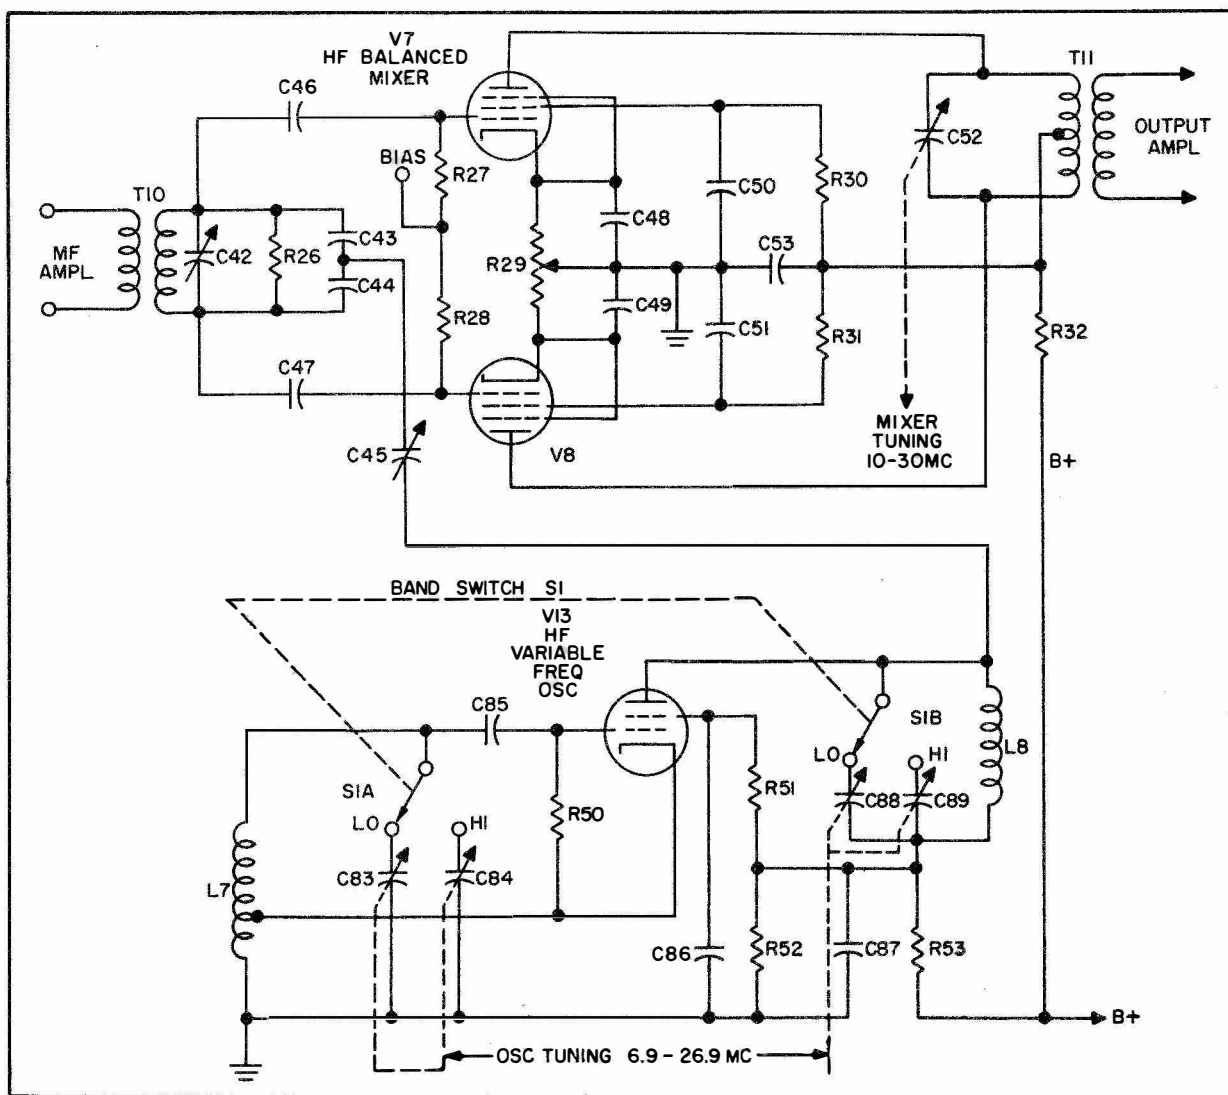 V7
HF BALANCED
MIXER
C46
T10
MF
AMPL
C42
R26
C43
C44
BIAS
R27
R28
C47
C45
R29
C48
C49
V8
C50
C51
C53
R30
R31
C52
MIXER
TUNING
10-30MC
T11
OUTPUT
AMPL
R32
B+
BAND SWITCH S1
V13
HF
VARIABLE
FREQ
OSC
C85
S1A
LO
HI
L7
C83
C84
R50
C86
R51
R52
C87
S1B
LO
HI
C88
C89
L8
R53
B+
OSC TUNING 6.9-26.9 MC